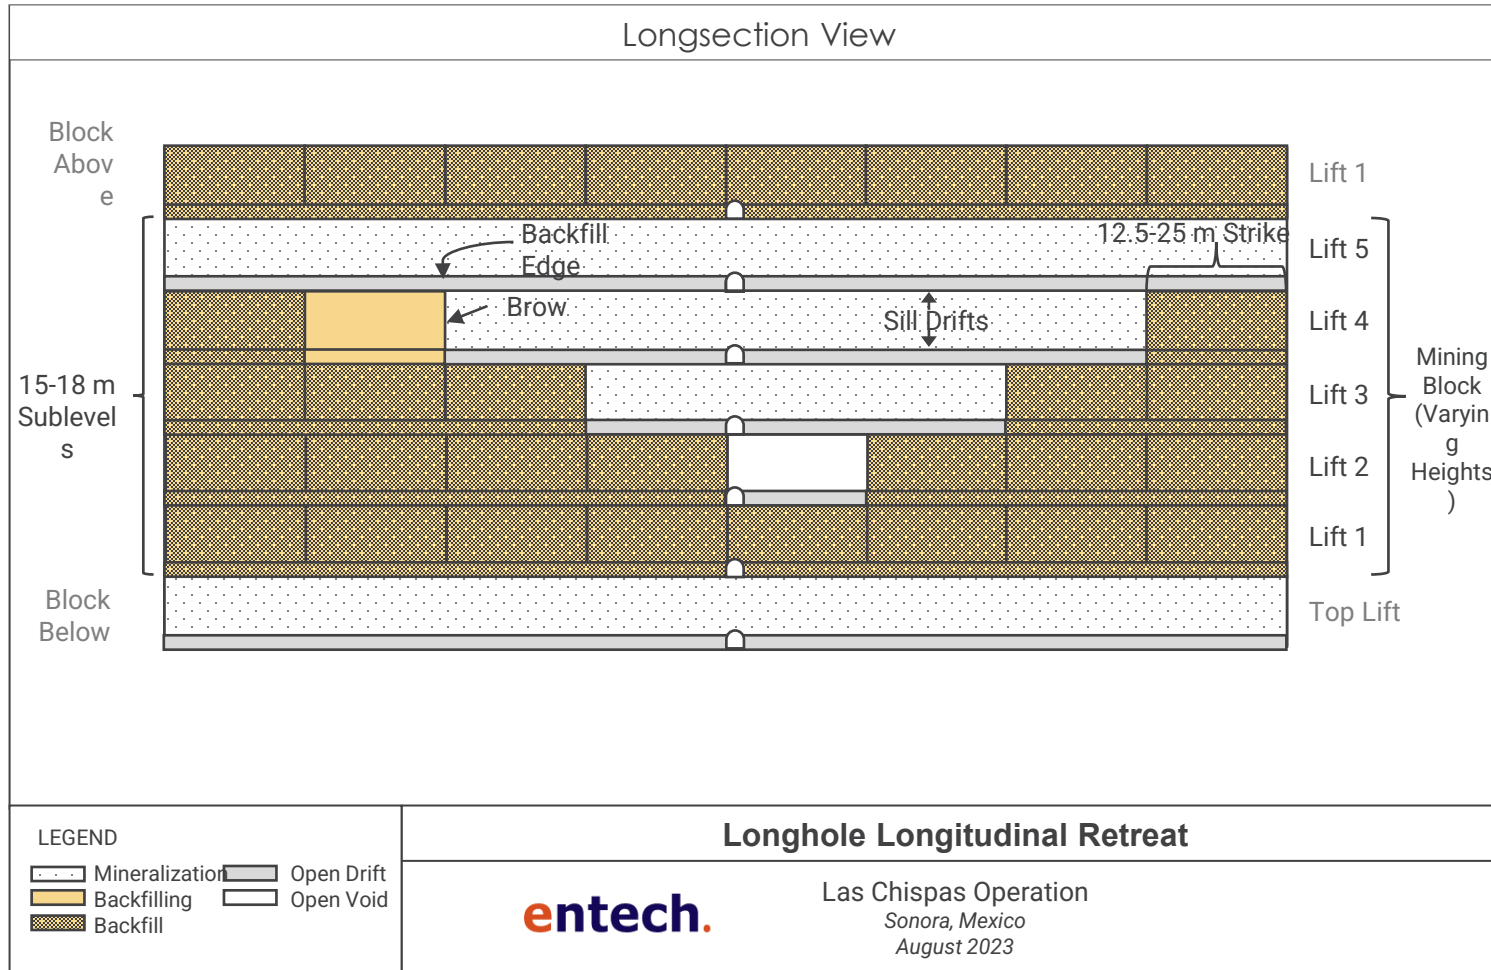 Longsection View
Block
Abov
e
Lift 1
Backfill
Edge
12.5-25 m Strike
Lift 5
Brow
Sill Drifts
Lift 4
15-18 m
Sublevel
s
Lift 3
Mining
Block
(Varyin
g
Heights
)
Lift 2
Lift 1
Block
Below
Top Lift
LEGEND
Mineralization
Open Drift
Backfilling
Open Void
Backfill
Longhole Longitudinal Retreat
entech.
Las Chispas Operation
Sonora, Mexico
August 2023